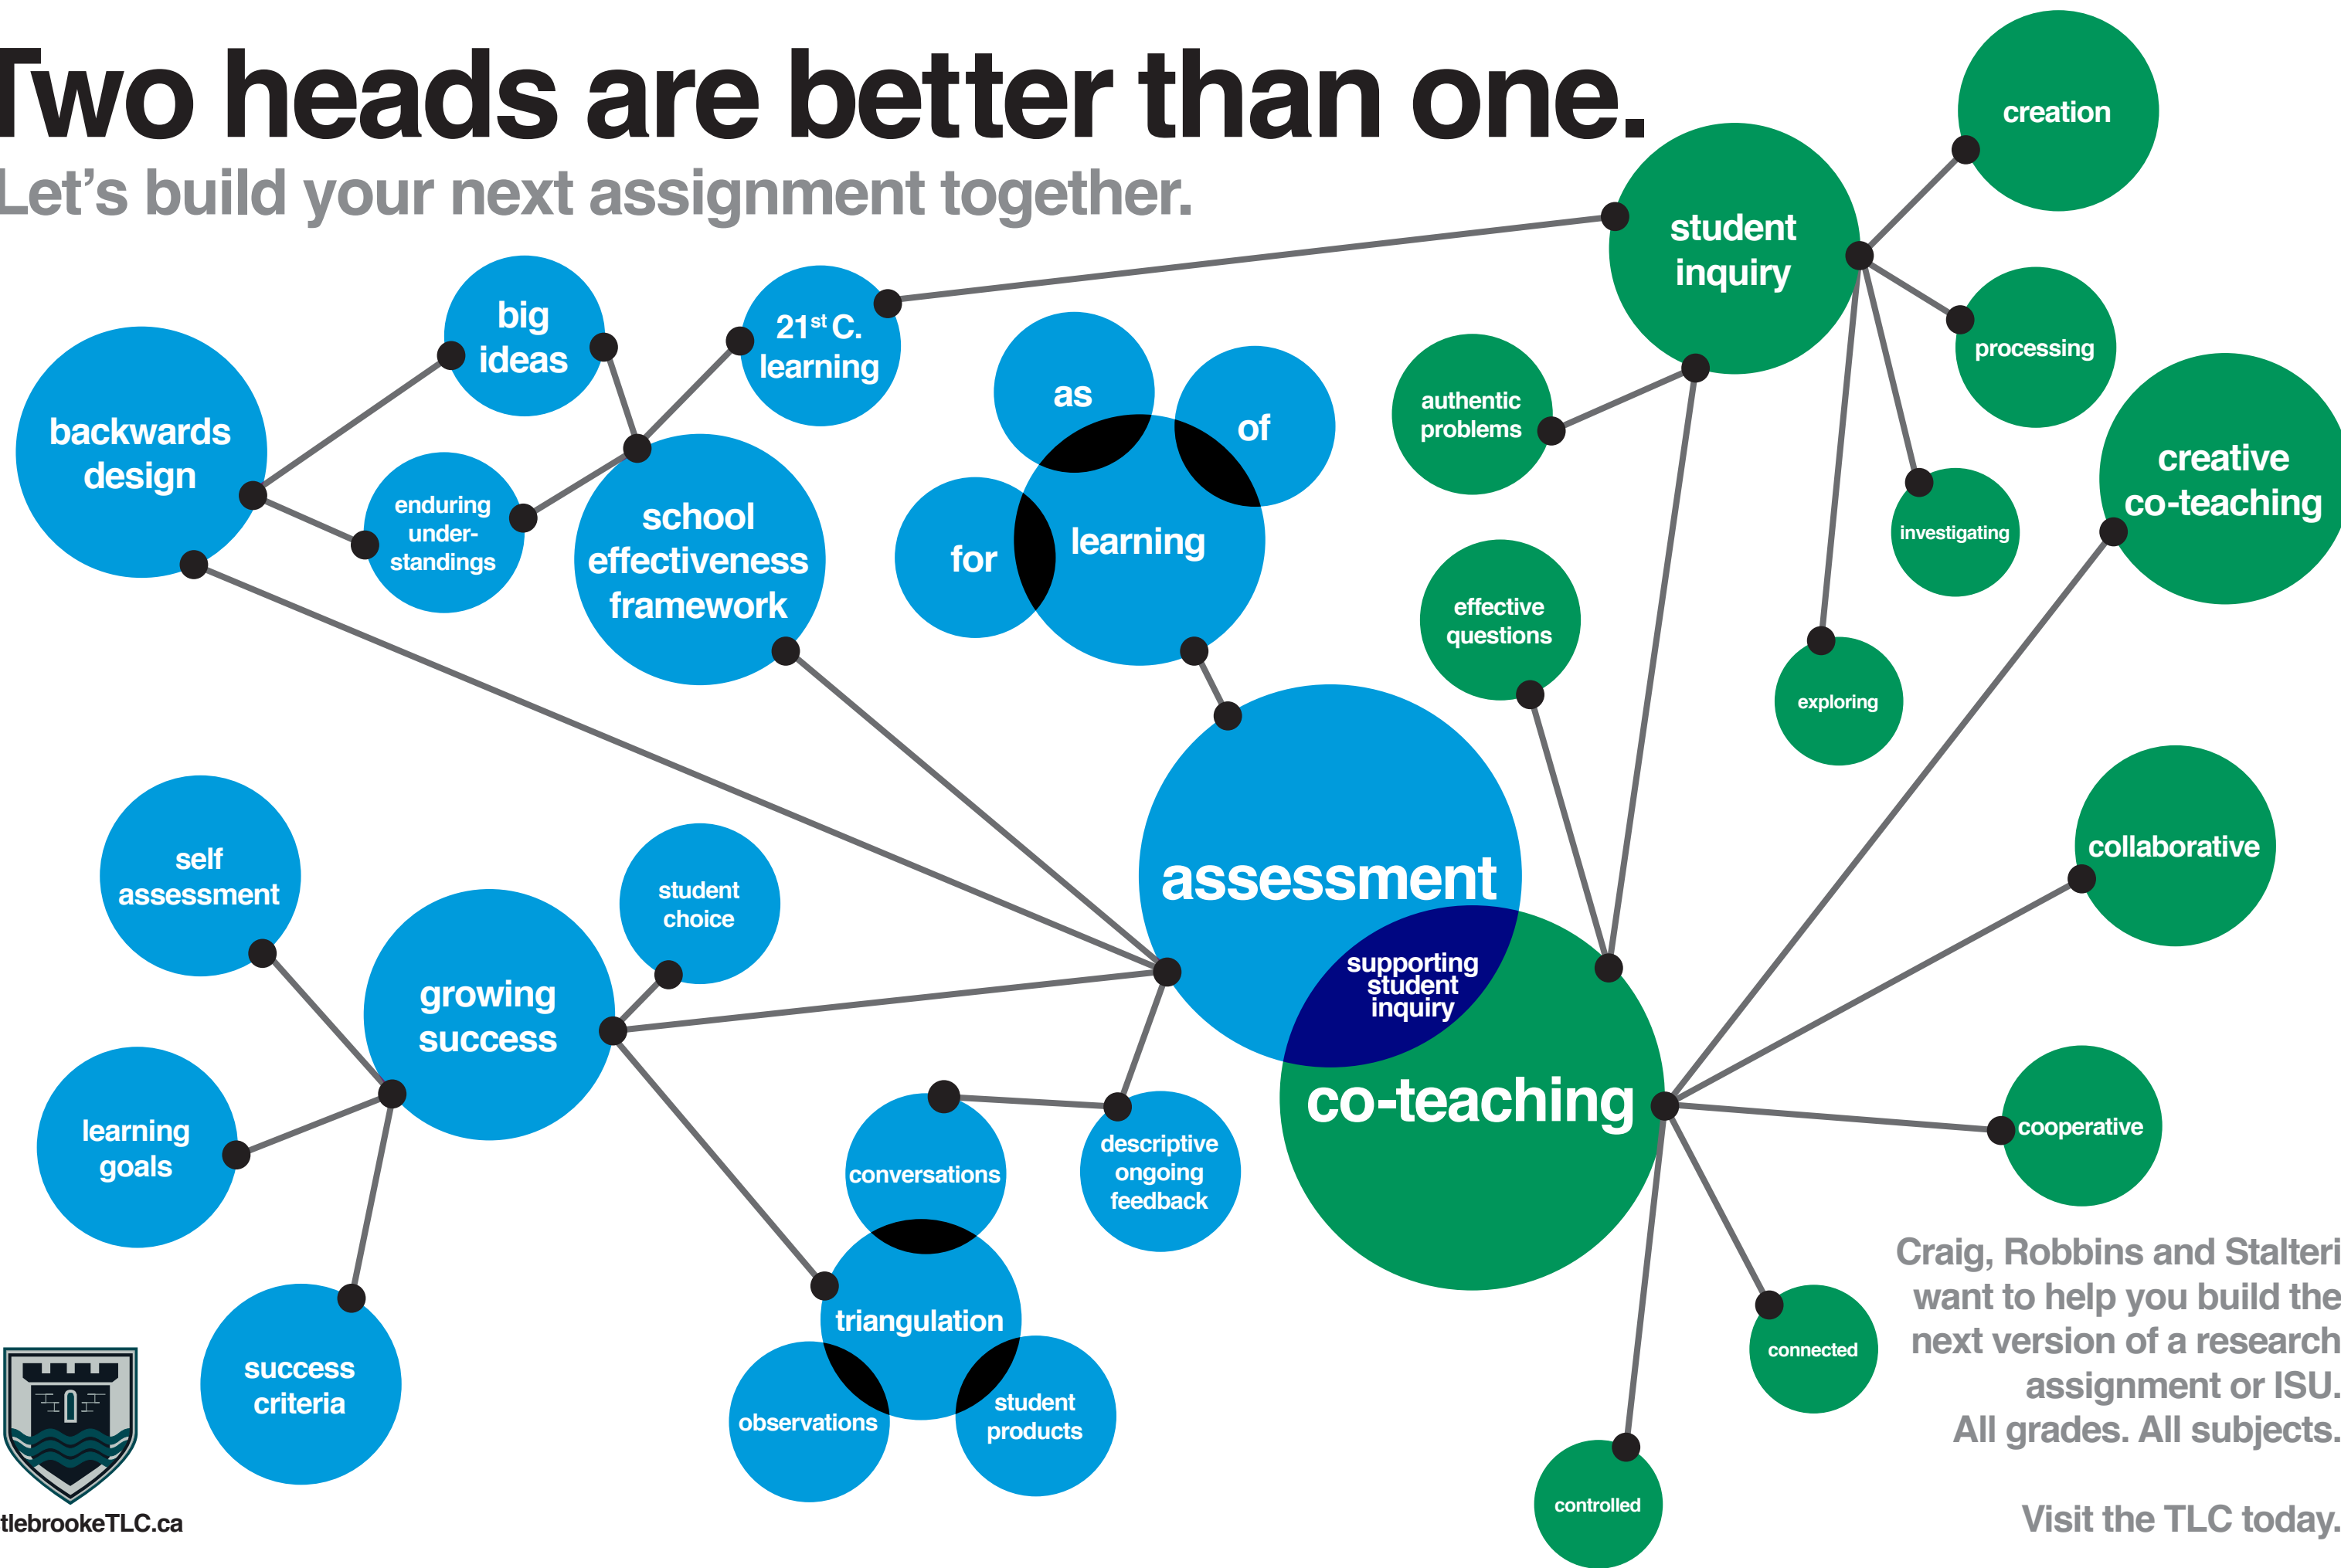 Two heads are better than one.
Let's build your next assignment together.
creation
student
inquiry
processing
big
ideas
21st C.
learning
as
of
for
learning
authentic
problems
creative
co-teaching
backwards
design
enduring
under-
standings
school
effectiveness
framework
investigating
effective
questions
exploring
self
assessment
student
choice
assessment
collaborative
growing
success
supporting
student
inquiry
co-teaching
learning
goals
conversations
descriptive
ongoing
feedback
cooperative
triangulation
observations
student
products
success
criteria
connected
controlled
Craig, Robbins and Stalteri
want to help you build the
next version of a research
assignment or ISU.
All grades. All subjects.
Visit the TLC today.
tlebrookeTLC.ca